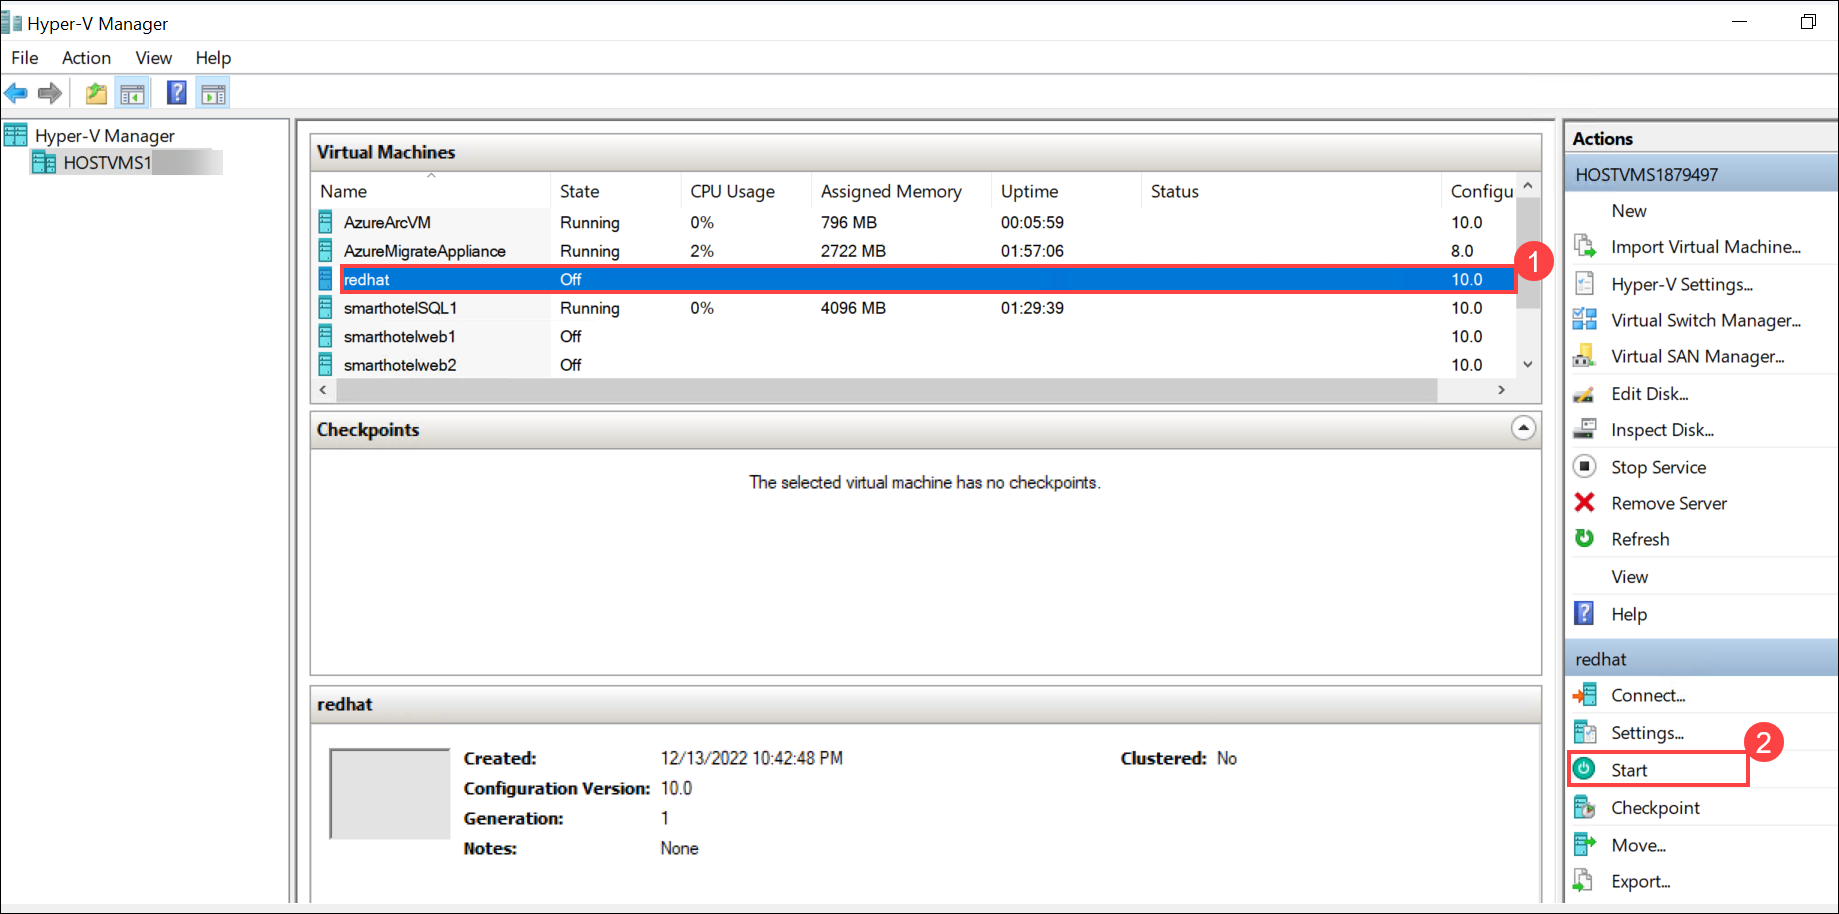 Hyper-V Manager
File Action View Help
Hyper-V Manager
HOSTVMS1
Virtual Machines
Name State CPU Usage Assigned Memory Uptime Status Configu
AzureArcVM Running 0% 796 MB 00:05:59 10.0
AzureMigrateAppliance Running 2% 2722 MB 01:57:06 8.0
redhat Off 10.0
1
smarthotelSQL1 Running 0% 4096 MB 01:29:39 10.0
smarthotelweb1 Off 10.0
smarthotelweb2 Off 10.0
Checkpoints
The selected virtual machine has no checkpoints.
redhat
Created: 12/13/2022 10:42:48 PM Clustered: No
Configuration Version: 10.0
Generation: 1
Notes: None
Actions
HOSTVMS1879497
New
Import Virtual Machine...
Hyper-V Settings...
Virtual Switch Manager...
Virtual SAN Manager...
Edit Disk...
Inspect Disk...
Stop Service
Remove Server
Refresh
View
Help
redhat
Connect...
Settings...
2
Start
Checkpoint
Move...
Export...